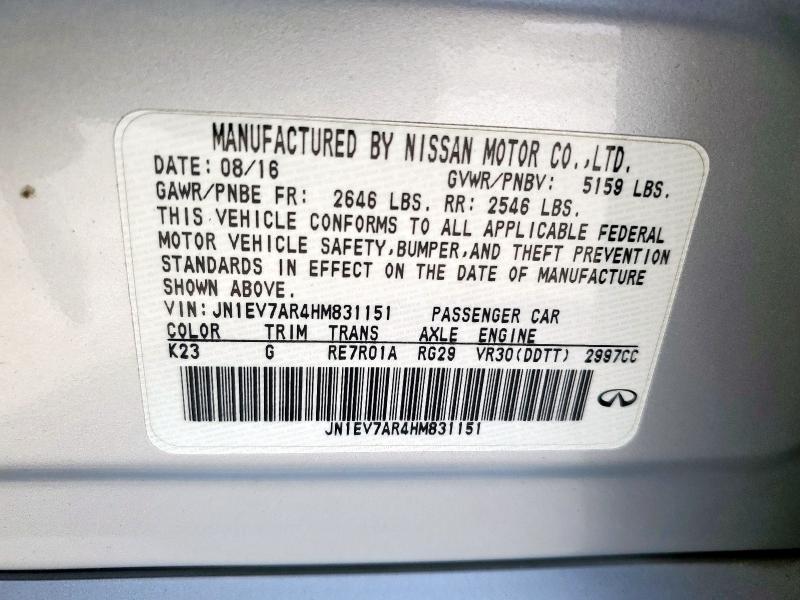 MANUFACTURED BY NISSAN MOTOR CO.,LTD.
DATE: 08/16 GVWR/PNBV: 5159 LBS.
GAWR/PNBE FR: 2646 LBS. RR: 2546 LBS.
THIS VEHICLE CONFORMS TO ALL APPLICABLE FEDERAL
MOTOR VEHICLE SAFETY,BUMPER,AND THEFT PREVENTION
STANDARDS IN EFFECT ON THE DATE OF MANUFACTURE
SHOWN ABOVE.
VIN: JN1EV7AR4HM831151 PASSENGER CAR
COLOR TRIM TRANS AXLE ENGINE
K23 G RE7R01A RG29 VR30(DDTT) 2997CC
JN1EV7AR4HM831151